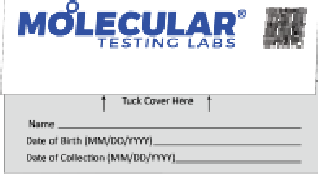 MOLECULAR®
TESTING LABS
Tuck Cover Here
Name
Date of Birth (MM/DD/YYYY)
Date of Collection (MM/DD/YYYY)